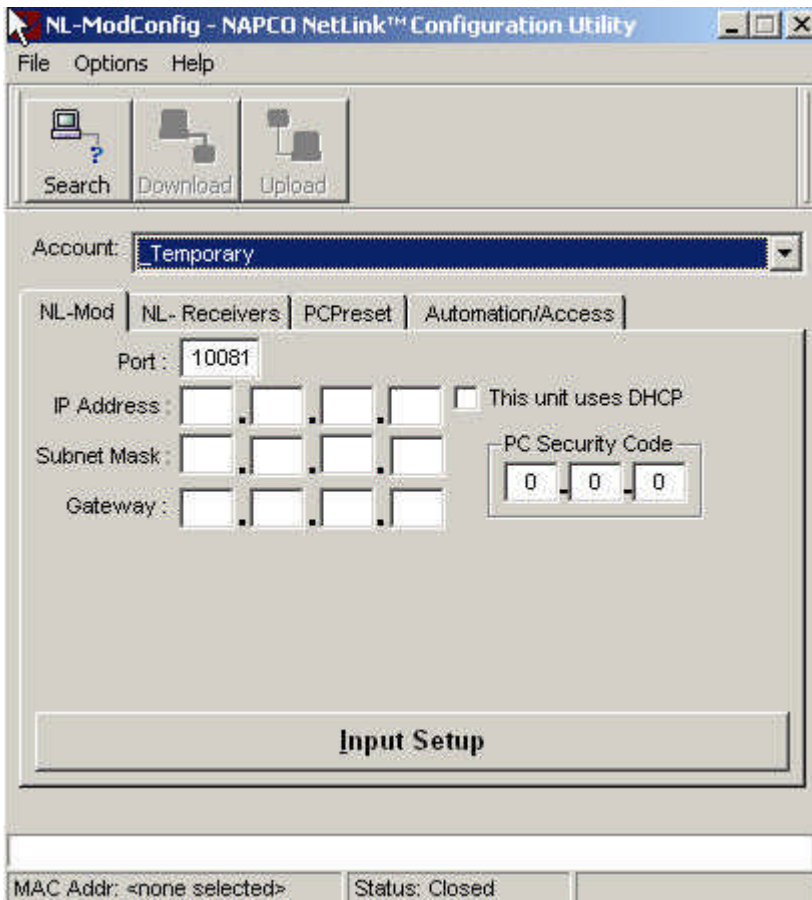 NL-ModConfig - NAPCO NetLink™ Configuration Utility
File Options Help
Search Download Upload
Account: _Temporary
NL-Mod NL- Receivers PCPreset Automation/Access
Port : 10081
IP Address : . . . This unit uses DHCP
Subnet Mask : . . .
PC Security Code
0 . 0 . 0
Gateway : . . .
Input Setup
MAC Addr: <none selected> Status: Closed